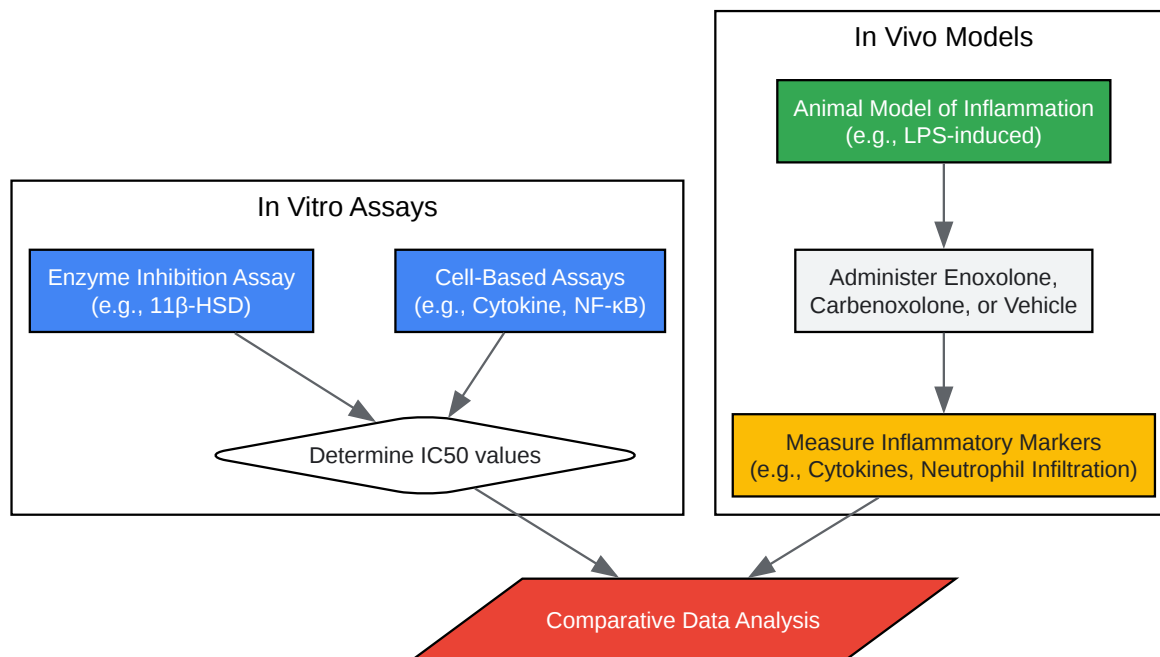 In Vitro Assays
Enzyme Inhibition Assay
(e.g., 11β-HSD)
Cell-Based Assays
(e.g., Cytokine, NF-κB)
Determine IC50 values
In Vivo Models
Animal Model of Inflammation
(e.g., LPS-induced)
Administer Enoxolone,
Carbenoxolone, or Vehicle
Measure Inflammatory Markers
(e.g., Cytokines, Neutrophil Infiltration)
Comparative Data Analysis